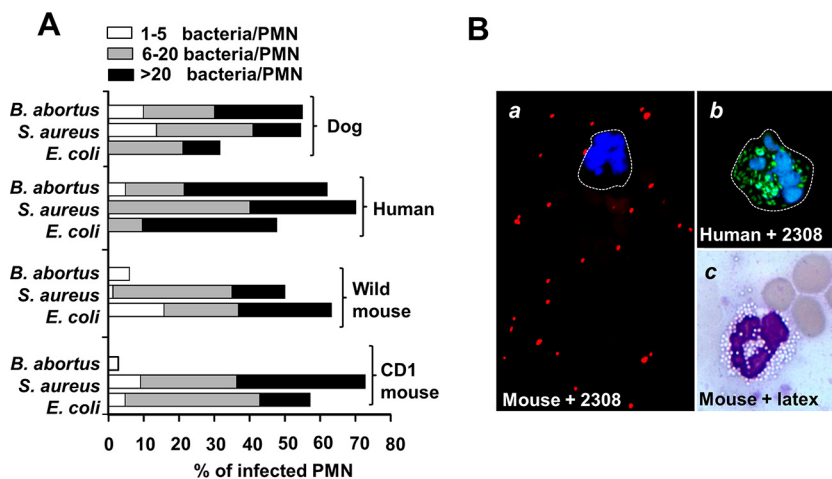 A
1-5 bacteria/PMN
6-20 bacteria/PMN
>20 bacteria/PMN
B. abortus
S. aureus
E. coli
Dog
B. abortus
S. aureus
E. coli
Human
B. abortus
S. aureus
E. coli
Wild
mouse
B. abortus
S. aureus
E. coli
CD1
mouse
0 10 20 30 40 50 60 70 80
% of infected PMN
B
a
Mouse + 2308
b
Human + 2308
c
Mouse + latex